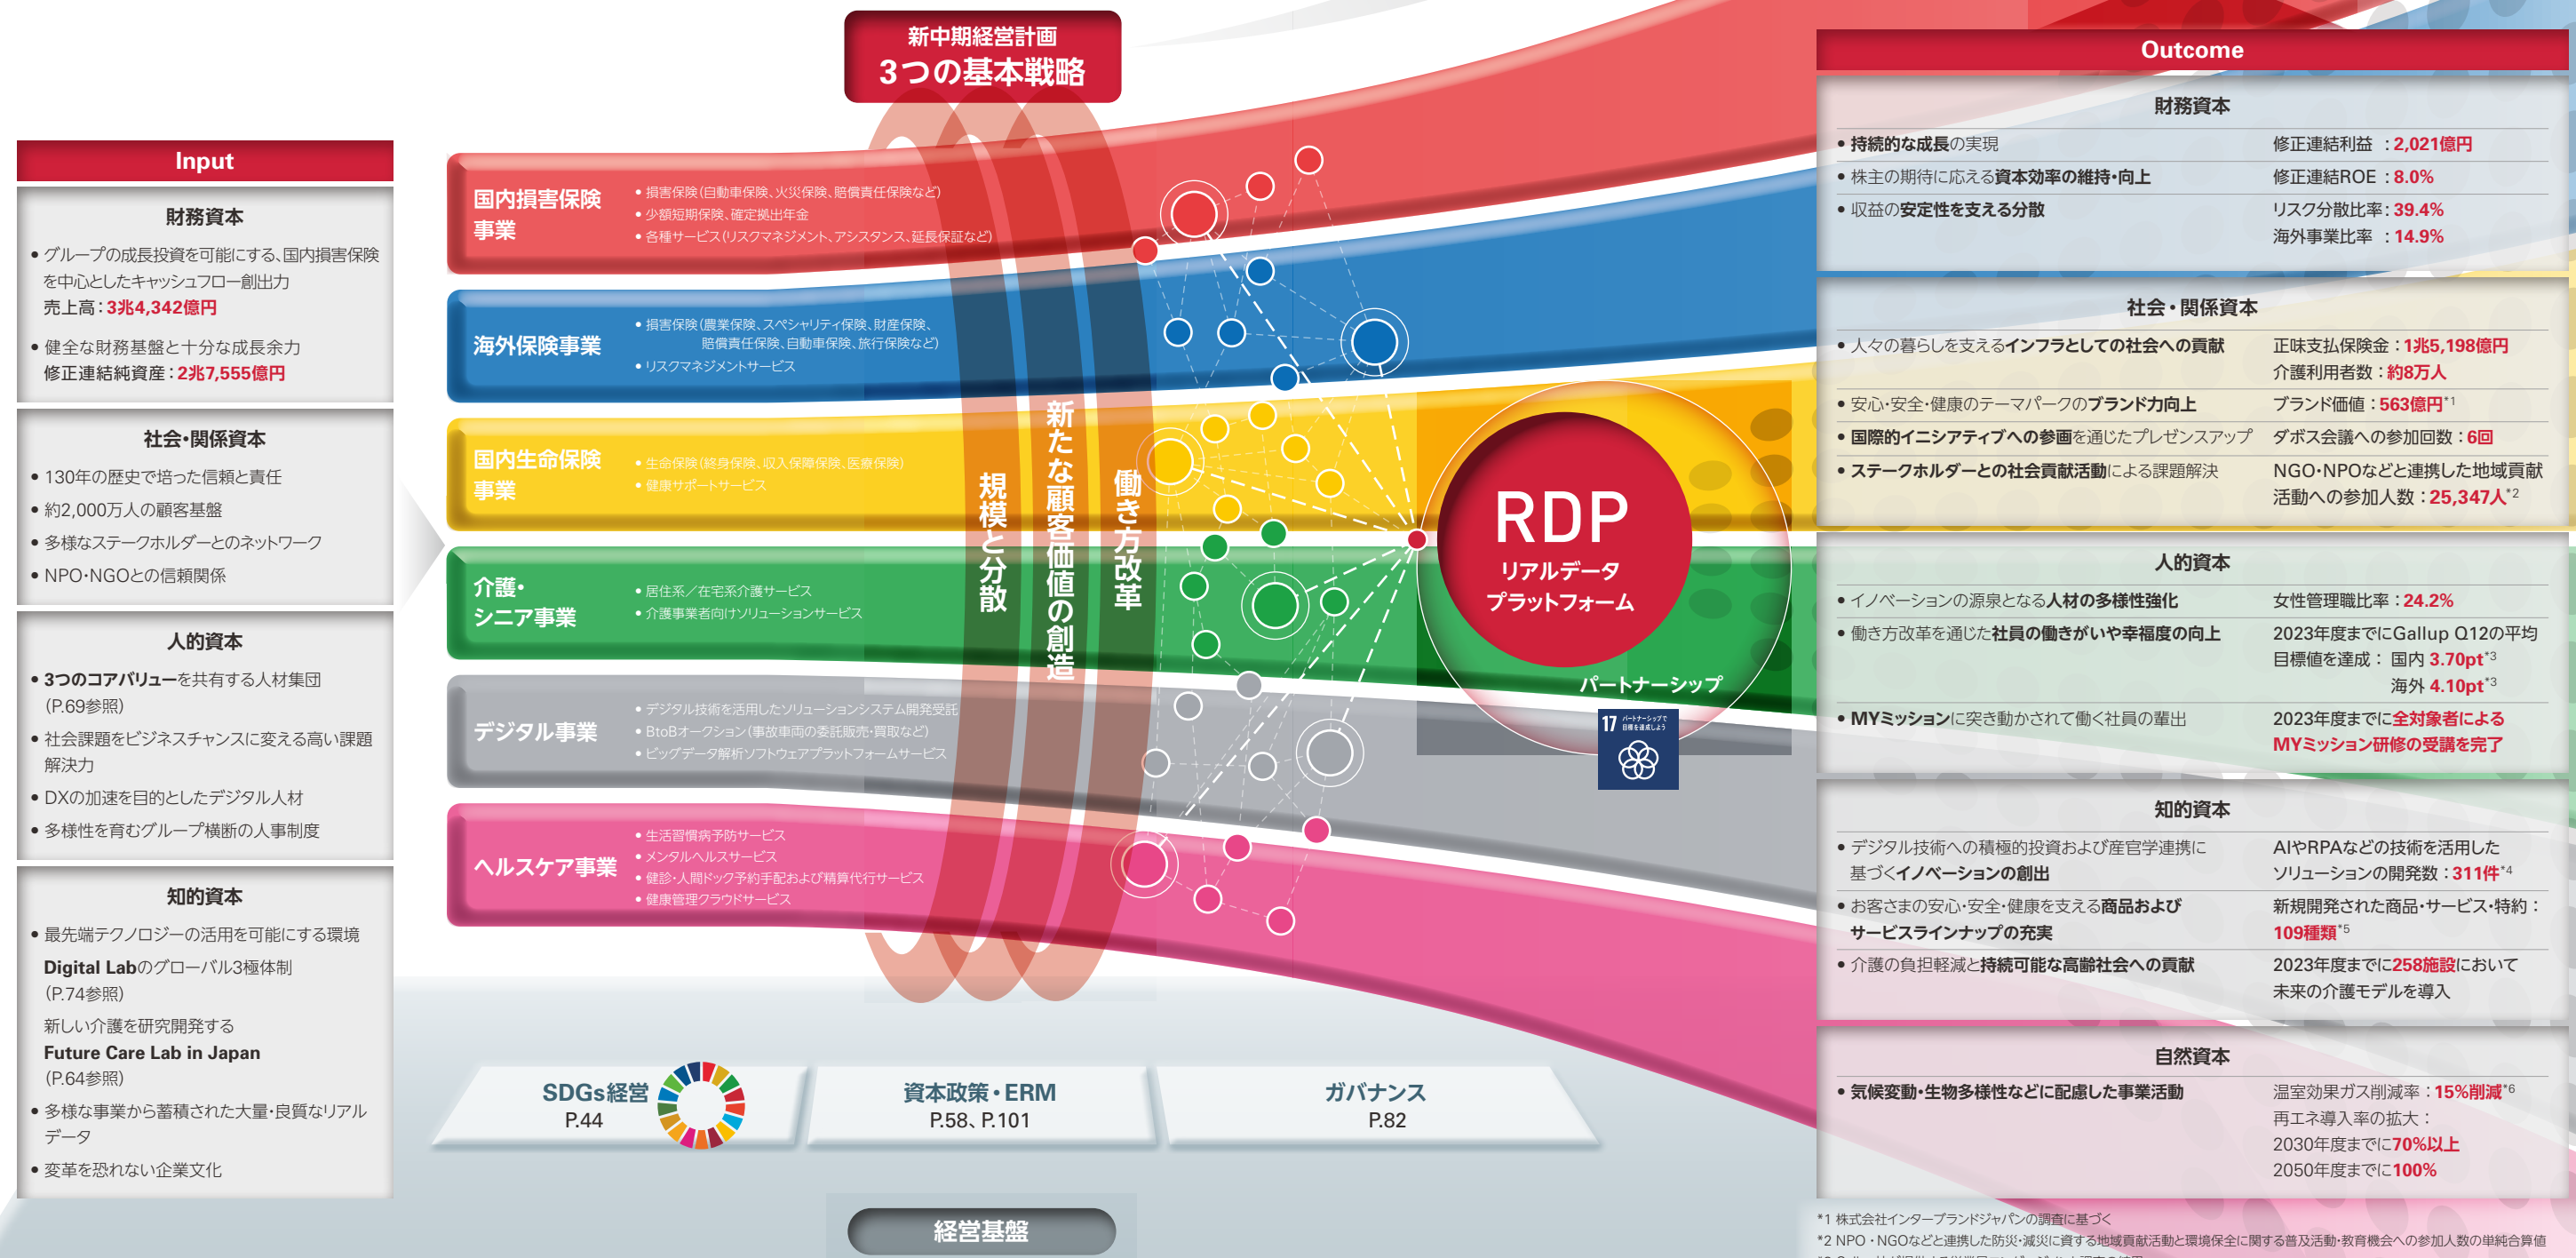 新中期経営計画
3つの基本戦略
Input
財務資本
• グループの成長投資を可能にする、国内損害保険
を中心としたキャッシュフロー創出力
売上高：3兆4,342億円
• 健全な財務基盤と十分な成長余力
修正連結純資産：2兆7,555億円
社会・関係資本
• 130年の歴史で培った信頼と責任
• 約2,000万人の顧客基盤
• 多様なステークホルダーとのネットワーク
• NPO・NGOとの信頼関係
人的資本
• 3つのコアバリューを共有する人材集団
（P.69参照）
• 社会課題をビジネスチャンスに変える高い課題
解決力
• DXの加速を目的としたデジタル人材
• 多様性を育むグループ横断の人事制度
知的資本
• 最先端テクノロジーの活用を可能にする環境
Digital Labのグローバル3極体制
（P.74参照）
新しい介護を研究開発する
Future Care Lab in Japan
（P.64参照）
• 多様な事業から蓄積された大量・良質なリアル
データ
• 変革を恐れない企業文化
国内損害保険
事業
• 損害保険（自動車保険、火災保険、賠償責任保険など）
• 少額短期保険、確定拠出年金
• 各種サービス（リスクマネジメント、アシスタンス、延長保証など）
海外保険事業
• 損害保険（農業保険、スペシャリティ保険、財産保険、
賠償責任保険、自動車保険、旅行保険など）
• リスクマネジメントサービス
国内生命保険
事業
• 生命保険（終身保険、収入保障保険、医療保険）
• 健康サポートサービス
介護・
シニア事業
• 居住系／在宅系介護サービス
• 介護事業者向けソリューションサービス
デジタル事業
• デジタル技術を活用したソリューションシステム開発受託
• BtoBオークション（事故車両の委託販売・買取など）
• ビッグデータ解析ソフトウェアプラットフォームサービス
ヘルスケア事業
• 生活習慣病予防サービス
• メンタルヘルスサービス
• 健診・人間ドック予約手配および精算代行サービス
• 健康管理クラウドサービス
規模と分散
新たな顧客価値の創造
働き方改革
RDP
リアルデータ
プラットフォーム
パートナーシップ
17 パートナーシップで
目標を達成しよう
SDGs経営
P.44
資本政策・ERM
P.58、P.101
ガバナンス
P.82
経営基盤
Outcome
財務資本
• 持続的な成長の実現 修正連結利益 ：2,021億円
• 株主の期待に応える資本効率の維持・向上 修正連結ROE ：8.0%
• 収益の安定性を支える分散 リスク分散比率：39.4%
海外事業比率 ：14.9%
社会・関係資本
• 人々の暮らしを支えるインフラとしての社会への貢献 正味支払保険金：1兆5,198億円
介護利用者数：約8万人
• 安心・安全・健康のテーマパークのブランド力向上 ブランド価値：563億円*1
• 国際的イニシアティブへの参画を通じたプレゼンスアップ ダボス会議への参加回数：6回
• ステークホルダーとの社会貢献活動による課題解決 NGO・NPOなどと連携した地域貢献
活動への参加人数：25,347人*2
人的資本
• イノベーションの源泉となる人材の多様性強化 女性管理職比率：24.2%
• 働き方改革を通じた社員の働きがいや幸福度の向上 2023年度までにGallup Q12の平均
目標値を達成： 国内 3.70pt*3
海外 4.10pt*3
• MYミッションに突き動かされて働く社員の輩出 2023年度までに全対象者による
MYミッション研修の受講を完了
知的資本
• デジタル技術への積極的投資および産官学連携に AIやRPAなどの技術を活用した
基づくイノベーションの創出 ソリューションの開発数：311件*4
• お客さまの安心・安全・健康を支える商品および 新規開発された商品・サービス・特約：
サービスラインナップの充実 109種類*5
• 介護の負担軽減と持続可能な高齢社会への貢献 2023年度までに258施設において
未来の介護モデルを導入
自然資本
• 気候変動・生物多様性などに配慮した事業活動 温室効果ガス削減率：15%削減*6
再エネ導入率の拡大：
2030年度までに70%以上
2050年度までに100%
*1 株式会社インターブランドジャパンの調査に基づく
*2 NPO・NGOなどと連携した防災・減災に資する地域貢献活動と環境保全に関する普及活動・教育機会への参加人数の単純合算値